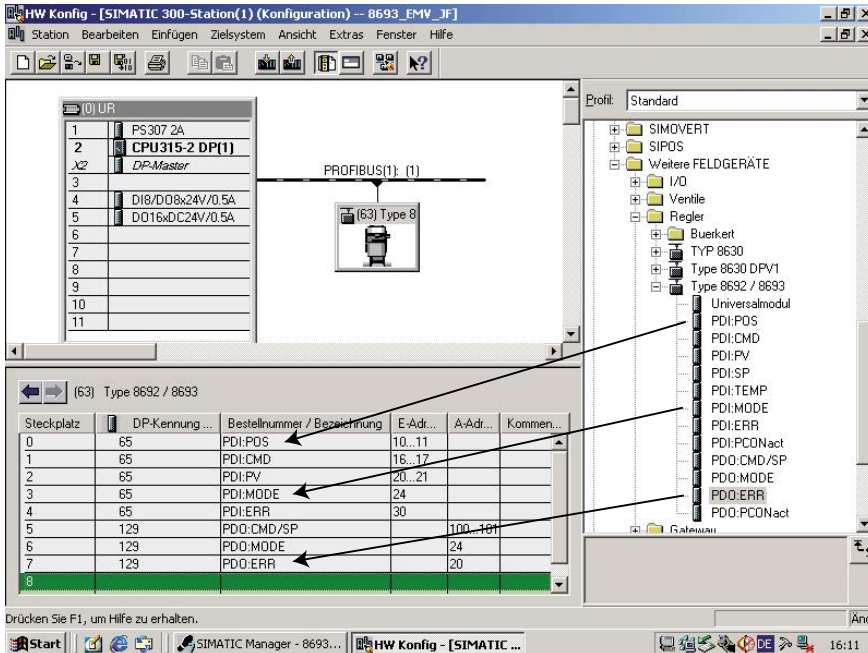 HW Konfig - [SIMATIC 300-Station(1) (Konfiguration) -- 8693_EMV_JF]
Station Bearbeiten Einfügen Zielsystem Ansicht Extras Fenster Hilfe
(0) UR
1 PS307 2A
2 CPU315-2 DP(1)
X2 DP-Master
3
4 DI8/DO8x24V/0.5A
5 DO16xDC24V/0.5A
6
7
8
9
10
11
PROFIBUS(1): (1)
(63) Type 8
Profil: Standard
SIMOVERT
SIPOS
Weitere FELDGERÄTE
I/O
Ventile
Regler
Buerkert
TYP 8630
Type 8630 DPV1
Type 8692 / 8693
Universalmodul
PDI:POS
PDI:CMD
PDI:PV
PDI:SP
PDI:TEMP
PDI:MODE
PDI:ERR
PDI:PCONact
PDO:CMD/SP
PDO:MODE
PDO:ERR
PDO:PCONact
Gateway
(63) Type 8692 / 8693
Steckplatz DP-Kennung ... Bestellnummer / Bezeichnung E-Adr... A-Adr... Kommen...
0 65 PDI:POS 10...11
1 65 PDI:CMD 16...17
2 65 PDI:PV 20...21
3 65 PDI:MODE 24
4 65 PDI:ERR 30
5 129 PDO:CMD/SP 100...101
6 129 PDO:MODE 24
7 129 PDO:ERR 20
8
Drücken Sie F1, um Hilfe zu erhalten.
Änd
Start
SIMATIC Manager - 8693...
HW Konfig - [SIMATIC ...
DE
16:11